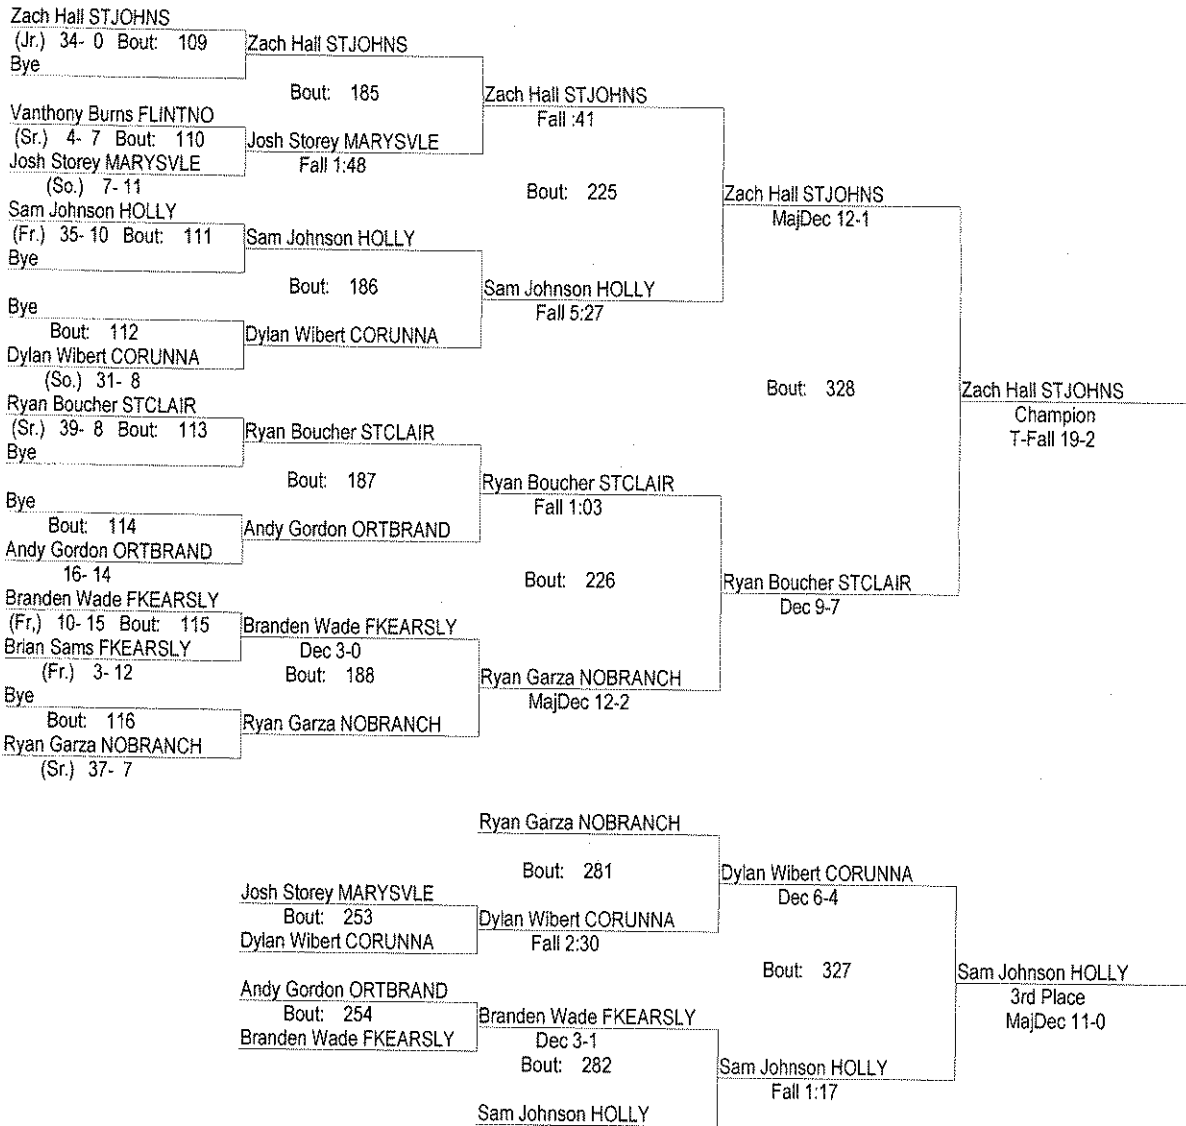 Zach Hall STJOHNS
(Jr.) 34- 0 Bout: 109
Bye
Zach Hall STJOHNS
Bout: 185
Vanthony Burns FLINTNO
(Sr.) 4- 7 Bout: 110
Josh Storey MARYSVLE
(So.) 7- 11
Josh Storey MARYSVLE
Fall 1:48
Zach Hall STJOHNS
Fall :41
Bout: 225
Sam Johnson HOLLY
(Fr.) 35- 10 Bout: 111
Bye
Sam Johnson HOLLY
Bout: 186
Bye
Bout: 112
Dylan Wibert CORUNNA
(So.) 31- 8
Dylan Wibert CORUNNA
Sam Johnson HOLLY
Fall 5:27
Zach Hall STJOHNS
MajDec 12-1
Bout: 328
Zach Hall STJOHNS
Champion
T-Fall 19-2
Ryan Boucher STCLAIR
(Sr.) 39- 8 Bout: 113
Bye
Ryan Boucher STCLAIR
Bout: 187
Bye
Bout: 114
Andy Gordon ORTBRAND
16- 14
Andy Gordon ORTBRAND
Ryan Boucher STCLAIR
Fall 1:03
Bout: 226
Branden Wade FKEARSLY
(Fr,) 10- 15 Bout: 115
Brian Sams FKEARSLY
(Fr.) 3- 12
Branden Wade FKEARSLY
Dec 3-0
Bout: 188
Bye
Bout: 116
Ryan Garza NOBRANCH
(Sr.) 37- 7
Ryan Garza NOBRANCH
Ryan Garza NOBRANCH
MajDec 12-2
Ryan Boucher STCLAIR
Dec 9-7
Ryan Garza NOBRANCH
Bout: 281
Josh Storey MARYSVLE
Bout: 253
Dylan Wibert CORUNNA
Dylan Wibert CORUNNA
Fall 2:30
Dylan Wibert CORUNNA
Dec 6-4
Bout: 327
Andy Gordon ORTBRAND
Bout: 254
Branden Wade FKEARSLY
Branden Wade FKEARSLY
Dec 3-1
Bout: 282
Sam Johnson HOLLY
Sam Johnson HOLLY
Fall 1:17
Sam Johnson HOLLY
3rd Place
MajDec 11-0